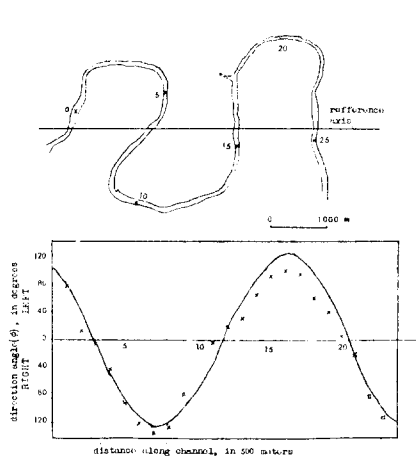 20
0
5
refference
axis
15
25
10
0 1000 m
120
80
40
0 5 10 15 20
40
80
120
direction angle(ϕ), in degrees
RIGHT LEFT
distance along channel, in 500 meters